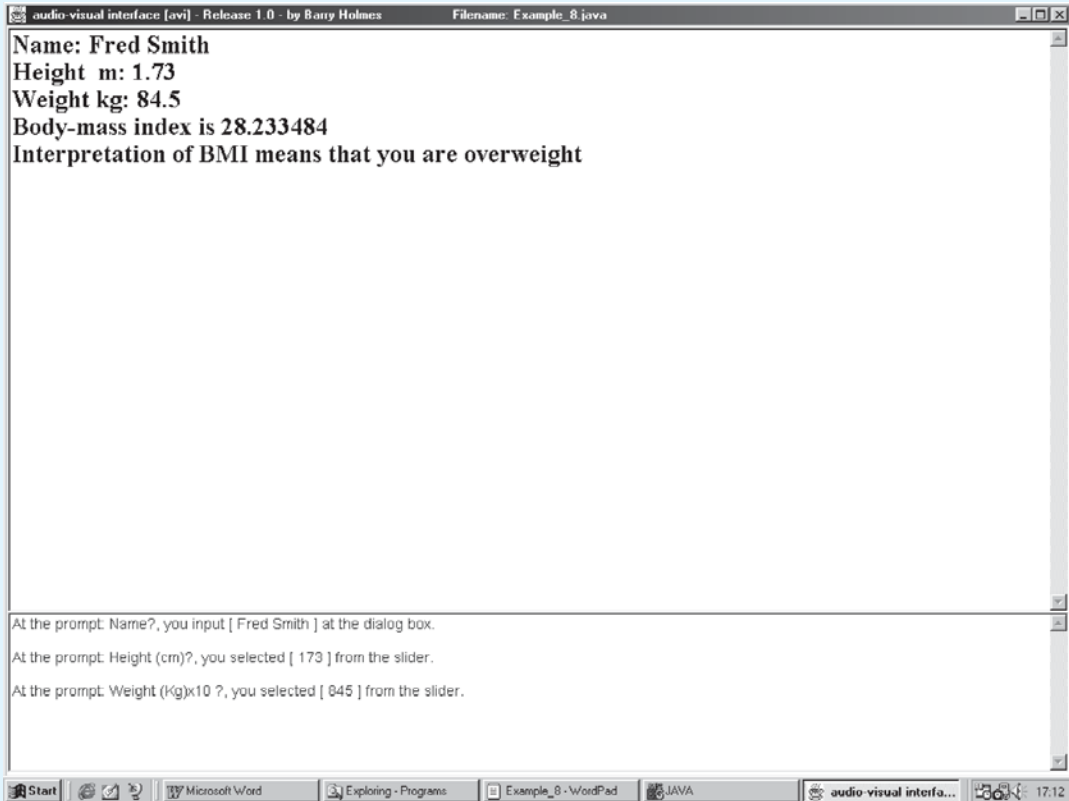 audio-visual interface [avi] - Release 1.0 - by Barry Holmes Filename: Example_8.java
Name: Fred Smith
Height  m: 1.73
Weight kg: 84.5
Body-mass index is 28.233484
Interpretation of BMI means that you are overweight
At the prompt: Name?, you input [ Fred Smith ] at the dialog box.
At the prompt: Height (cm)?, you selected [ 173 ] from the slider.
At the prompt: Weight (Kg)x10 ?, you selected [ 845 ] from the slider.
Start Microsoft Word Exploring - Programs Example_8 - WordPad JAVA audio-visual interfa... 17:12